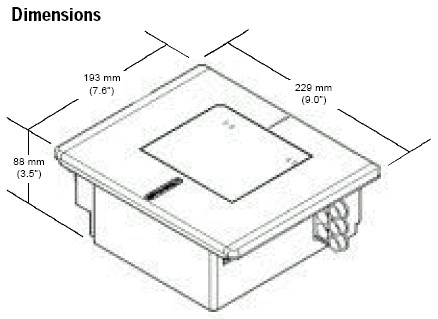 Dimensions
193 mm
(7.6")
229 mm
(9.0")
88 mm
(3.5")